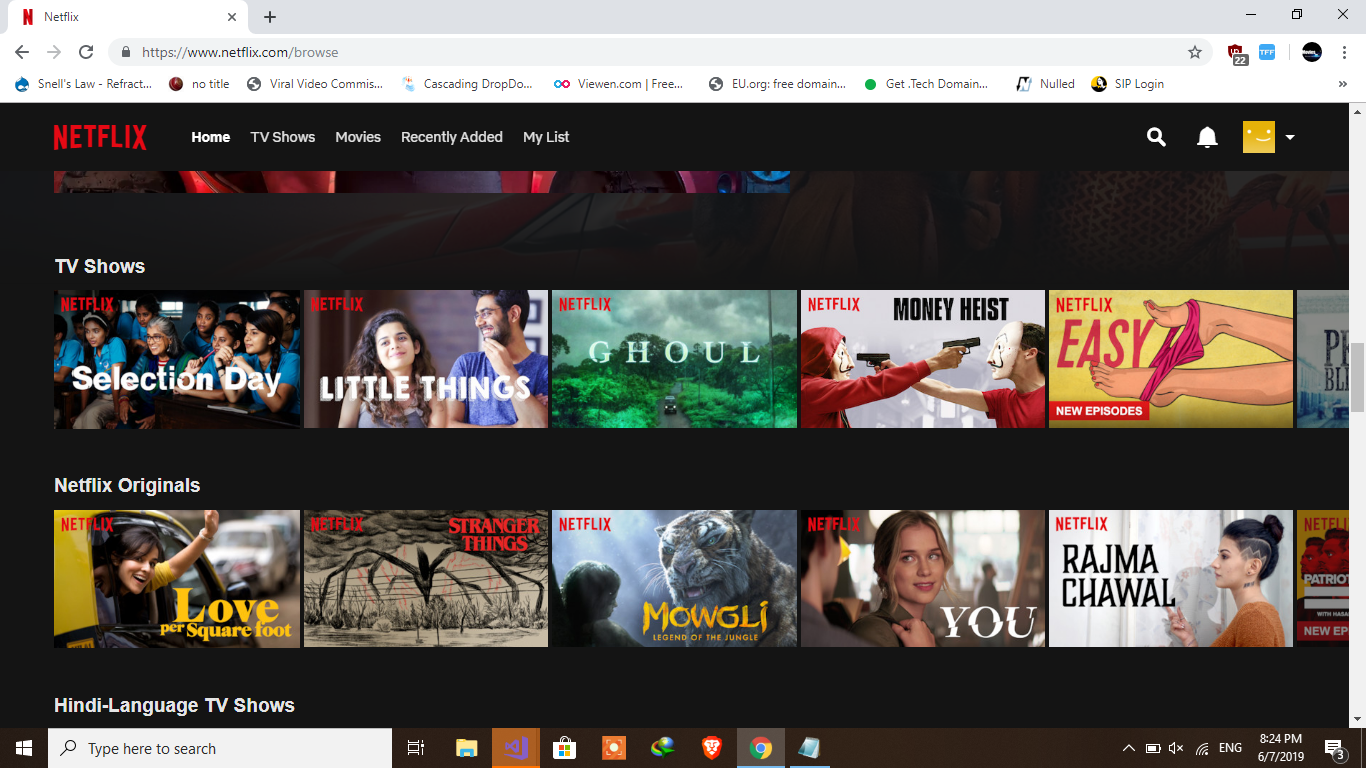 Netflix
https://www.netflix.com/browse
22
TFF
Snell's Law - Refract...
no title
Viral Video Commis...
Cascading DropDo...
Viewen.com | Free...
EU.org: free domain...
Get .Tech Domain...
Nulled
SIP Login
»
NETFLIX
Home
TV Shows
Movies
Recently Added
My List
TV Shows
NETFLIX
Selection Day
NETFLIX
LITTLE THINGS
NETFLIX
GHOUL
NETFLIX
MONEY HEIST
NETFLIX
EASY
NEW EPISODES
Netflix Originals
NETFLIX
Love
per Square foot
NETFLIX
STRANGER
THINGS
NETFLIX
MOWGLI
LEGEND OF THE JUNGLE
NETFLIX
YOU
NETFLIX
RAJMA
CHAWAL
PATRIOT
WITH HASA
NEW EP
Hindi-Language TV Shows
Type here to search
ENG
8:24 PM
6/7/2019
3